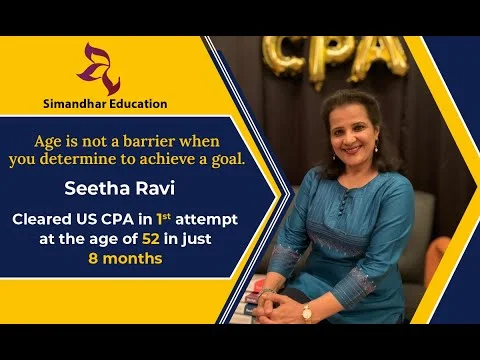 CPA
Simandhar Education
Age is not a barrier when
you determine to achieve a goal.
Seetha Ravi
Cleared US CPA in 1st attempt
at the age of 52 in just
8 months